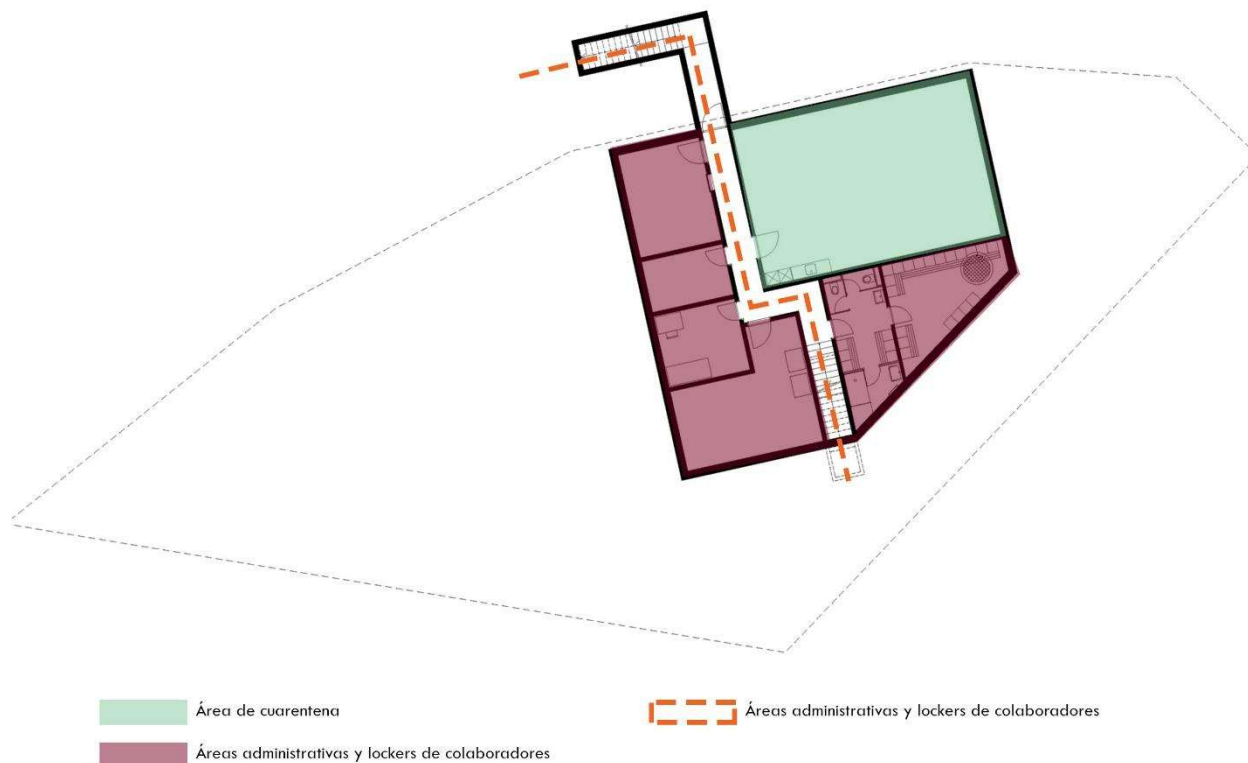 Área de cuarentena
Áreas administrativas y lockers de colaboradores
Áreas administrativas y lockers de colaboradores